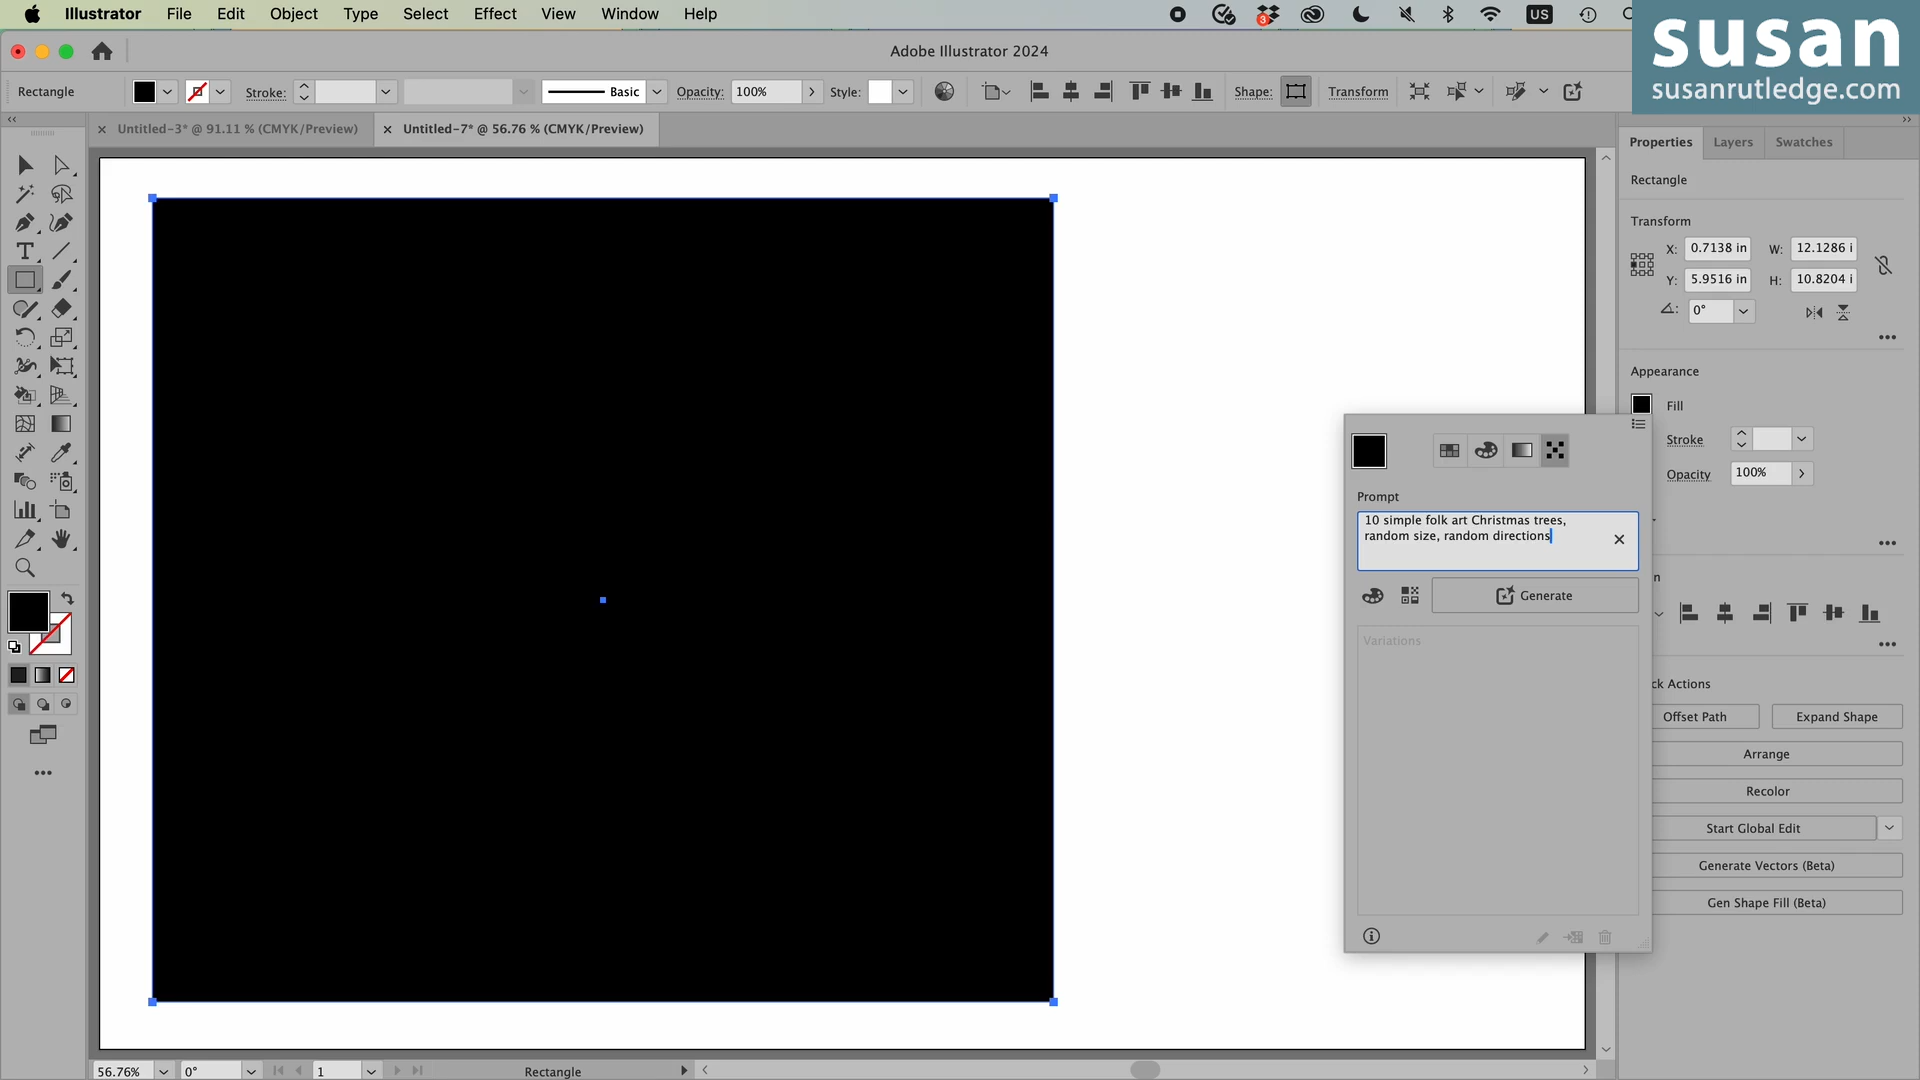 Illustrator File Edit Object Type Select Effect View Window Help
3
US
susan
susanrutledge.com
Adobe Illustrator 2024
Rectangle Stroke: Basic Opacity: 100% Style: Shape: Transform
Untitled-3* @ 91.11 % (CMYK/Preview) Untitled-7* @ 56.76 % (CMYK/Preview)
Properties Layers Swatches
Rectangle
Transform
X: 0.7138 in W: 12.1286 i
Y: 5.9516 in H: 10.8204 i
0°
Appearance
Fill
Stroke
Opacity 100%
Prompt
10 simple folk art Christmas trees,
random size, random directions
Generate
Variations
n
ck Actions
Offset Path Expand Shape
Arrange
Recolor
Start Global Edit
Generate Vectors (Beta)
Gen Shape Fill (Beta)
56.76% 0° 1 Rectangle